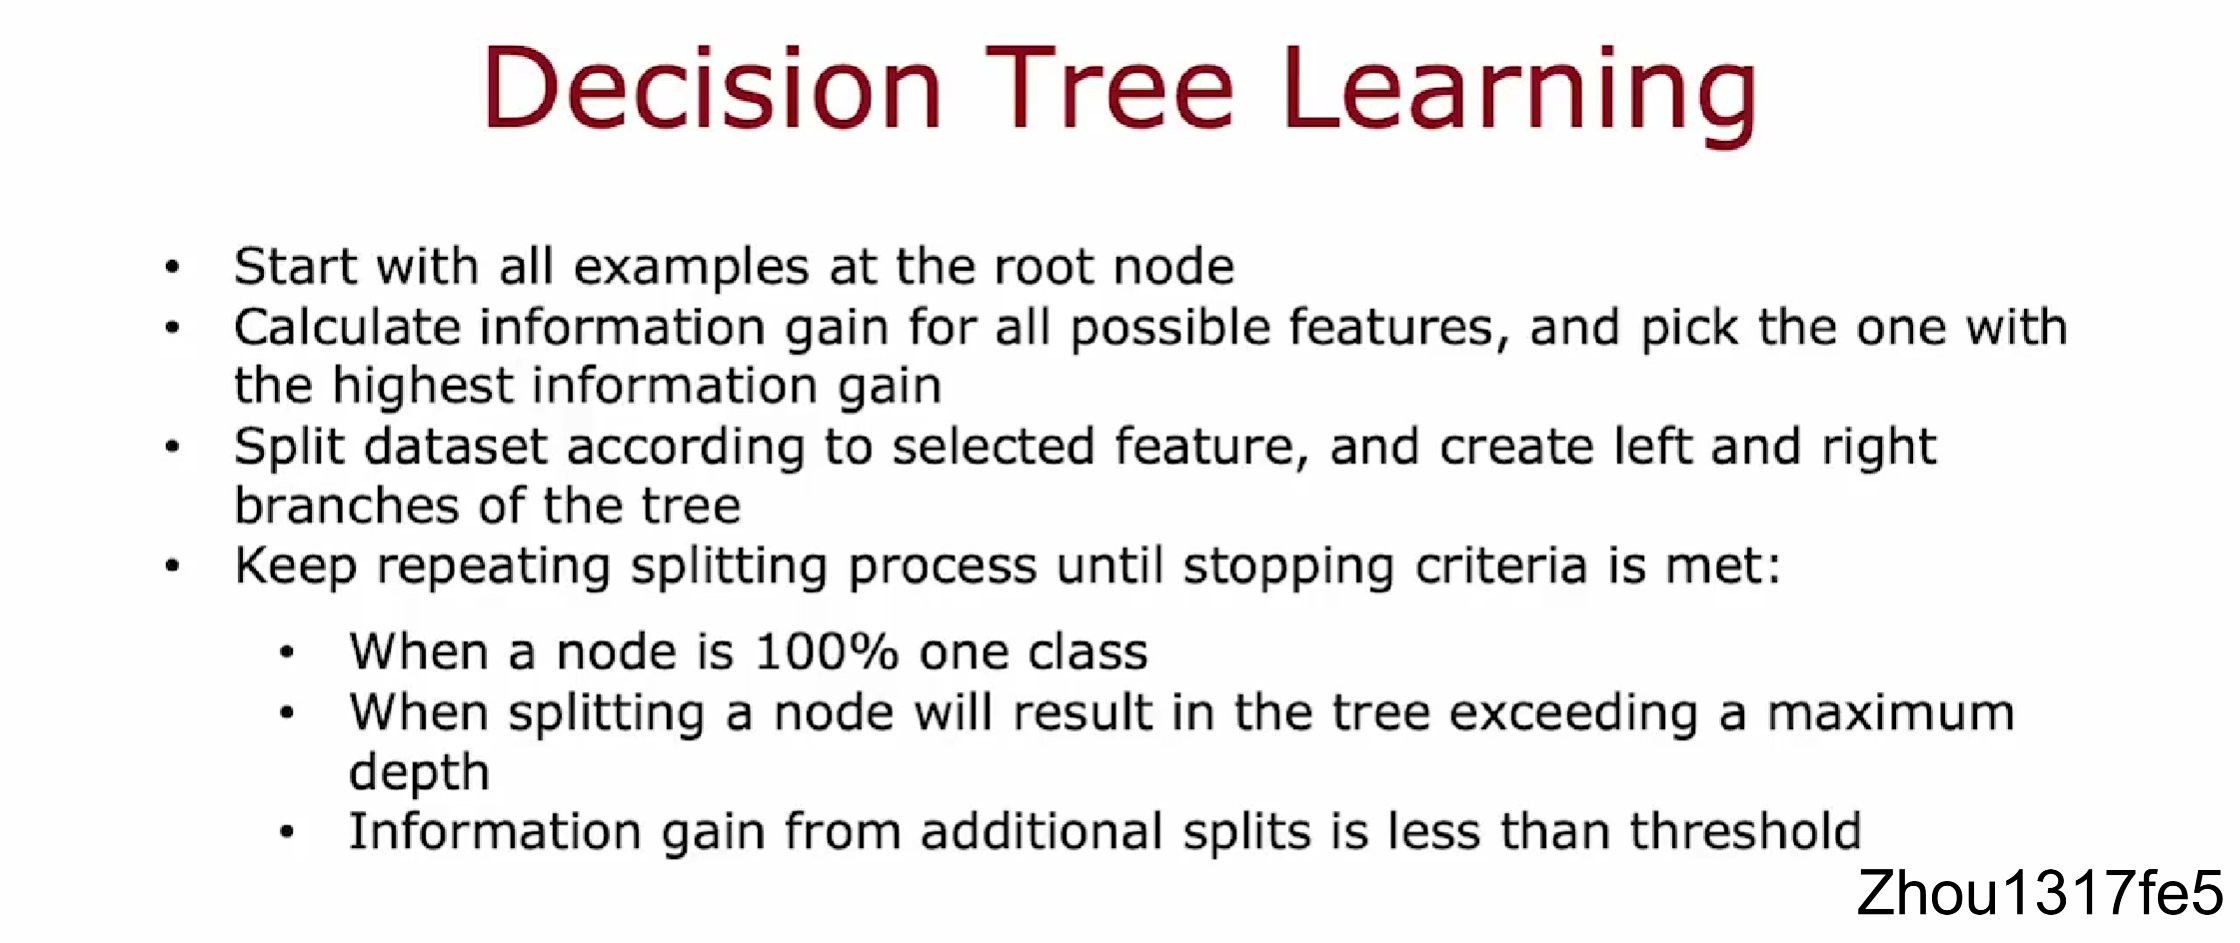 Decision Tree Learning
• Start with all examples at the root node
• Calculate information gain for all possible features, and pick the one with
the highest information gain
• Split dataset according to selected feature, and create left and right
branches of the tree
• Keep repeating splitting process until stopping criteria is met:
• When a node is 100% one class
• When splitting a node will result in the tree exceeding a maximum
depth
• Information gain from additional splits is less than threshold
Zhou1317fe5